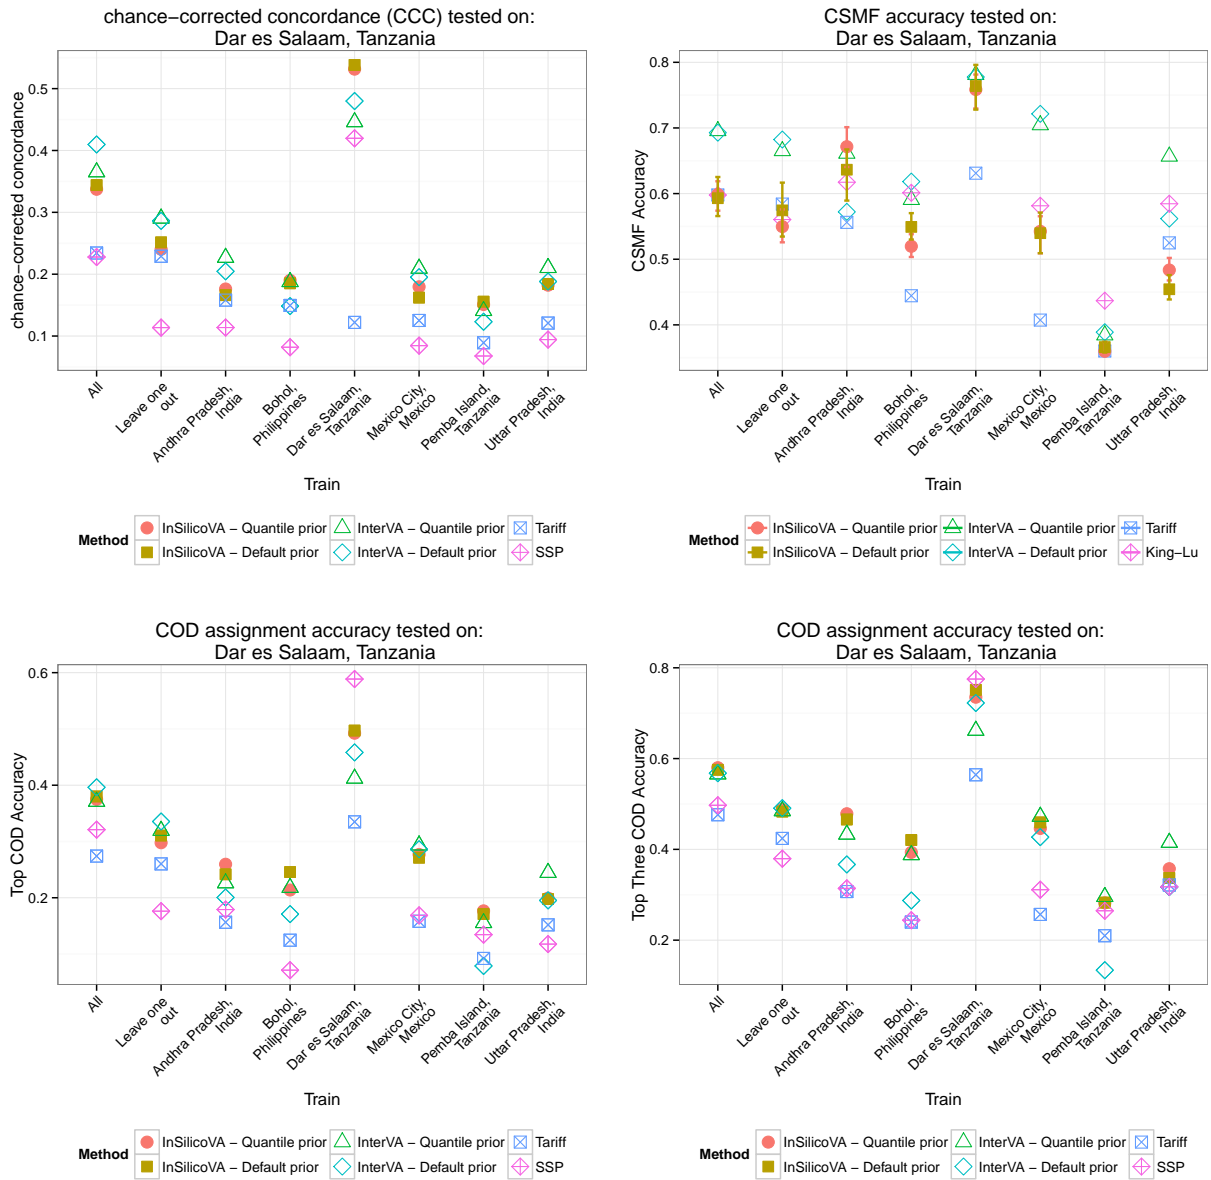 chance−corrected concordance (CCC) tested on:
Dar es Salaam, Tanzania
chance−corrected concordance
0.5
0.4
0.3
0.2
0.1
All
Leave one
out
Andhra Pradesh,
India
Bohol,
Philippines
Dar es Salaam,
Tanzania
Mexico City,
Mexico
Pemba Island,
Tanzania
Uttar Pradesh,
India
Train
Method
InSilicoVA − Quantile prior
InterVA − Quantile prior
Tariff
InSilicoVA − Default prior
InterVA − Default prior
SSP
CSMF accuracy tested on:
Dar es Salaam, Tanzania
CSMF Accuracy
0.8
0.7
0.6
0.5
0.4
All
Leave one
out
Andhra Pradesh,
India
Bohol,
Philippines
Dar es Salaam,
Tanzania
Mexico City,
Mexico
Pemba Island,
Tanzania
Uttar Pradesh,
India
Train
Method
InSilicoVA − Quantile prior
InterVA − Quantile prior
Tariff
InSilicoVA − Default prior
InterVA − Default prior
King−Lu
COD assignment accuracy tested on:
Dar es Salaam, Tanzania
Top COD Accuracy
0.6
0.4
0.2
All
Leave one
out
Andhra Pradesh,
India
Bohol,
Philippines
Dar es Salaam,
Tanzania
Mexico City,
Mexico
Pemba Island,
Tanzania
Uttar Pradesh,
India
Train
Method
InSilicoVA − Quantile prior
InterVA − Quantile prior
Tariff
InSilicoVA − Default prior
InterVA − Default prior
SSP
COD assignment accuracy tested on:
Dar es Salaam, Tanzania
Top Three COD Accuracy
0.8
0.6
0.4
0.2
All
Leave one
out
Andhra Pradesh,
India
Bohol,
Philippines
Dar es Salaam,
Tanzania
Mexico City,
Mexico
Pemba Island,
Tanzania
Uttar Pradesh,
India
Train
Method
InSilicoVA − Quantile prior
InterVA − Quantile prior
Tariff
InSilicoVA − Default prior
InterVA − Default prior
SSP